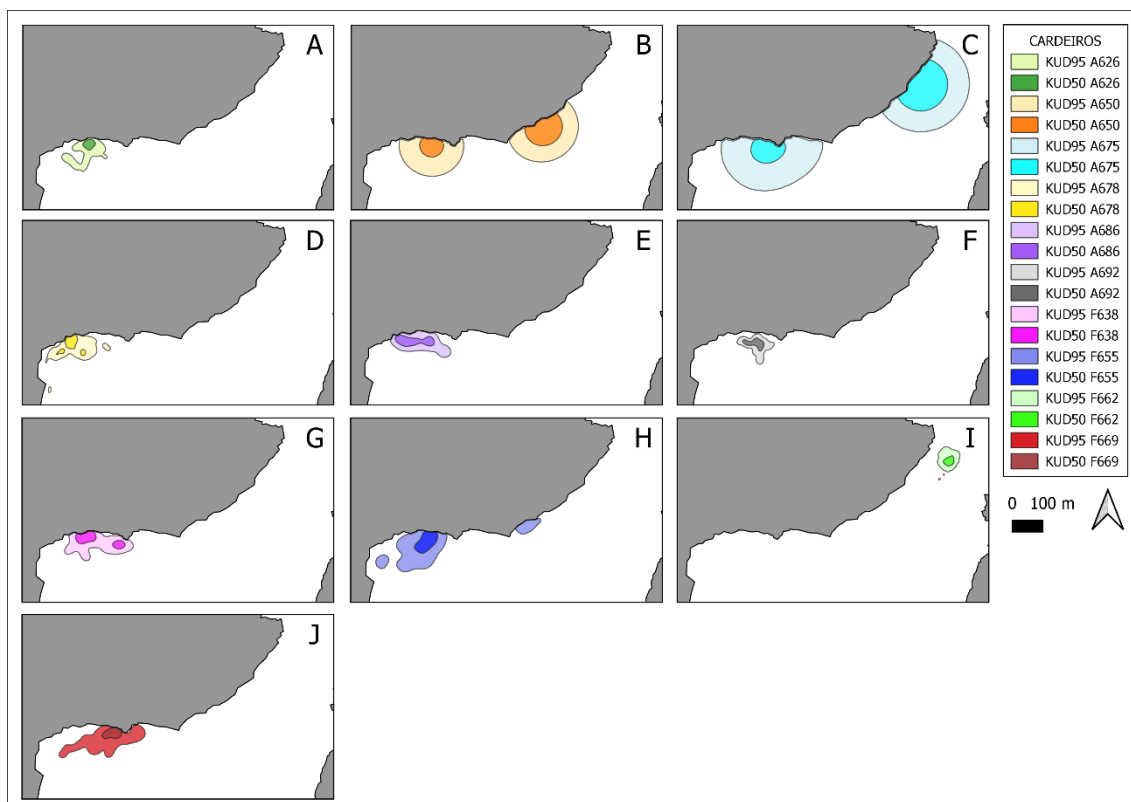 A
B
C
D
E
F
G
H
I
J
CARDEIROS
KUD95 A626
KUD50 A626
KUD95 A650
KUD50 A650
KUD95 A675
KUD50 A675
KUD95 A678
KUD50 A678
KUD95 A686
KUD50 A686
KUD95 A692
KUD50 A692
KUD95 F638
KUD50 F638
KUD95 F655
KUD50 F655
KUD95 F662
KUD50 F662
KUD95 F669
KUD50 F669
0 100 m